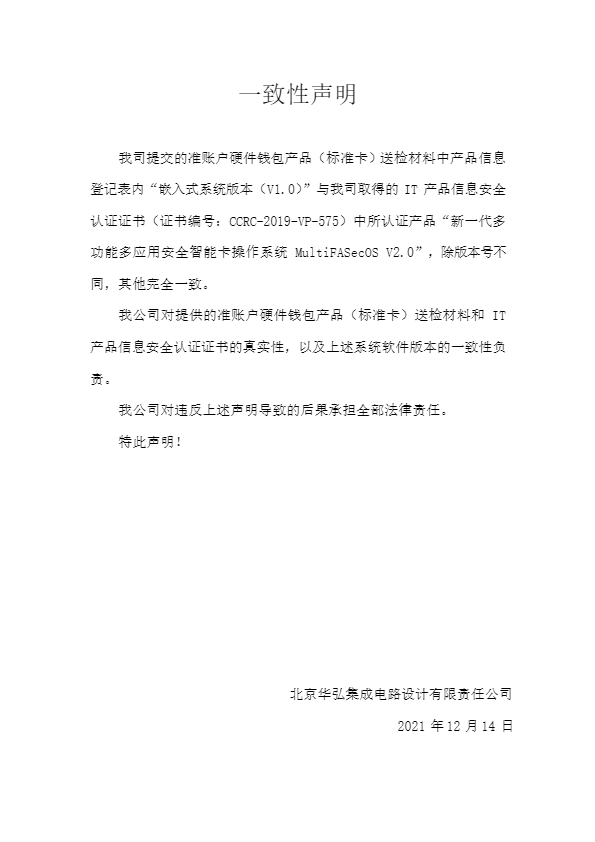 一致性声明
我司提交的准账户硬件钱包产品（标准卡）送检材料中产品信息
登记表内“嵌入式系统版本（V1.0）”与我司取得的 IT 产品信息安全
认证证书（证书编号：CCRC-2019-VP-575）中所认证产品“新一代多
功能多应用安全智能卡操作系统 MultiFASecOS V2.0”，除版本号不
同，其他完全一致。
我公司对提供的准账户硬件钱包产品（标准卡）送检材料和 IT
产品信息安全认证证书的真实性，以及上述系统软件版本的一致性负
责。
我公司对违反上述声明导致的后果承担全部法律责任。
特此声明！
北京华弘集成电路设计有限责任公司
2021 年 12 月 14 日